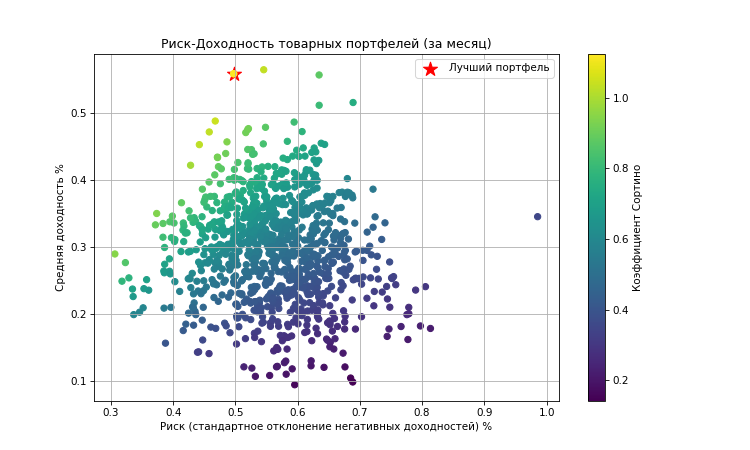 Риск-Доходность товарных портфелей (за месяц)
Лучший портфель
Средняя доходность %
0.5
0.4
0.3
0.2
0.1
0.3 0.4 0.5 0.6 0.7 0.8 0.9 1.0
Риск (стандартное отклонение негативных доходностей) %
1.0
0.8
0.6
0.4
0.2
Коэффициент Сортино